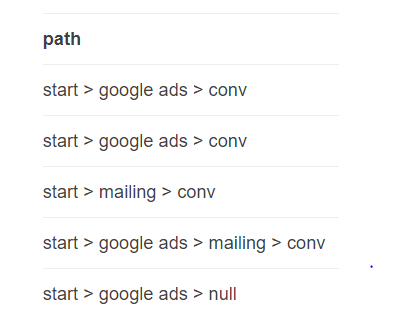 path
start > google ads > conv
start > google ads > conv
start > mailing > conv
start > google ads > mailing > conv
start > google ads > null